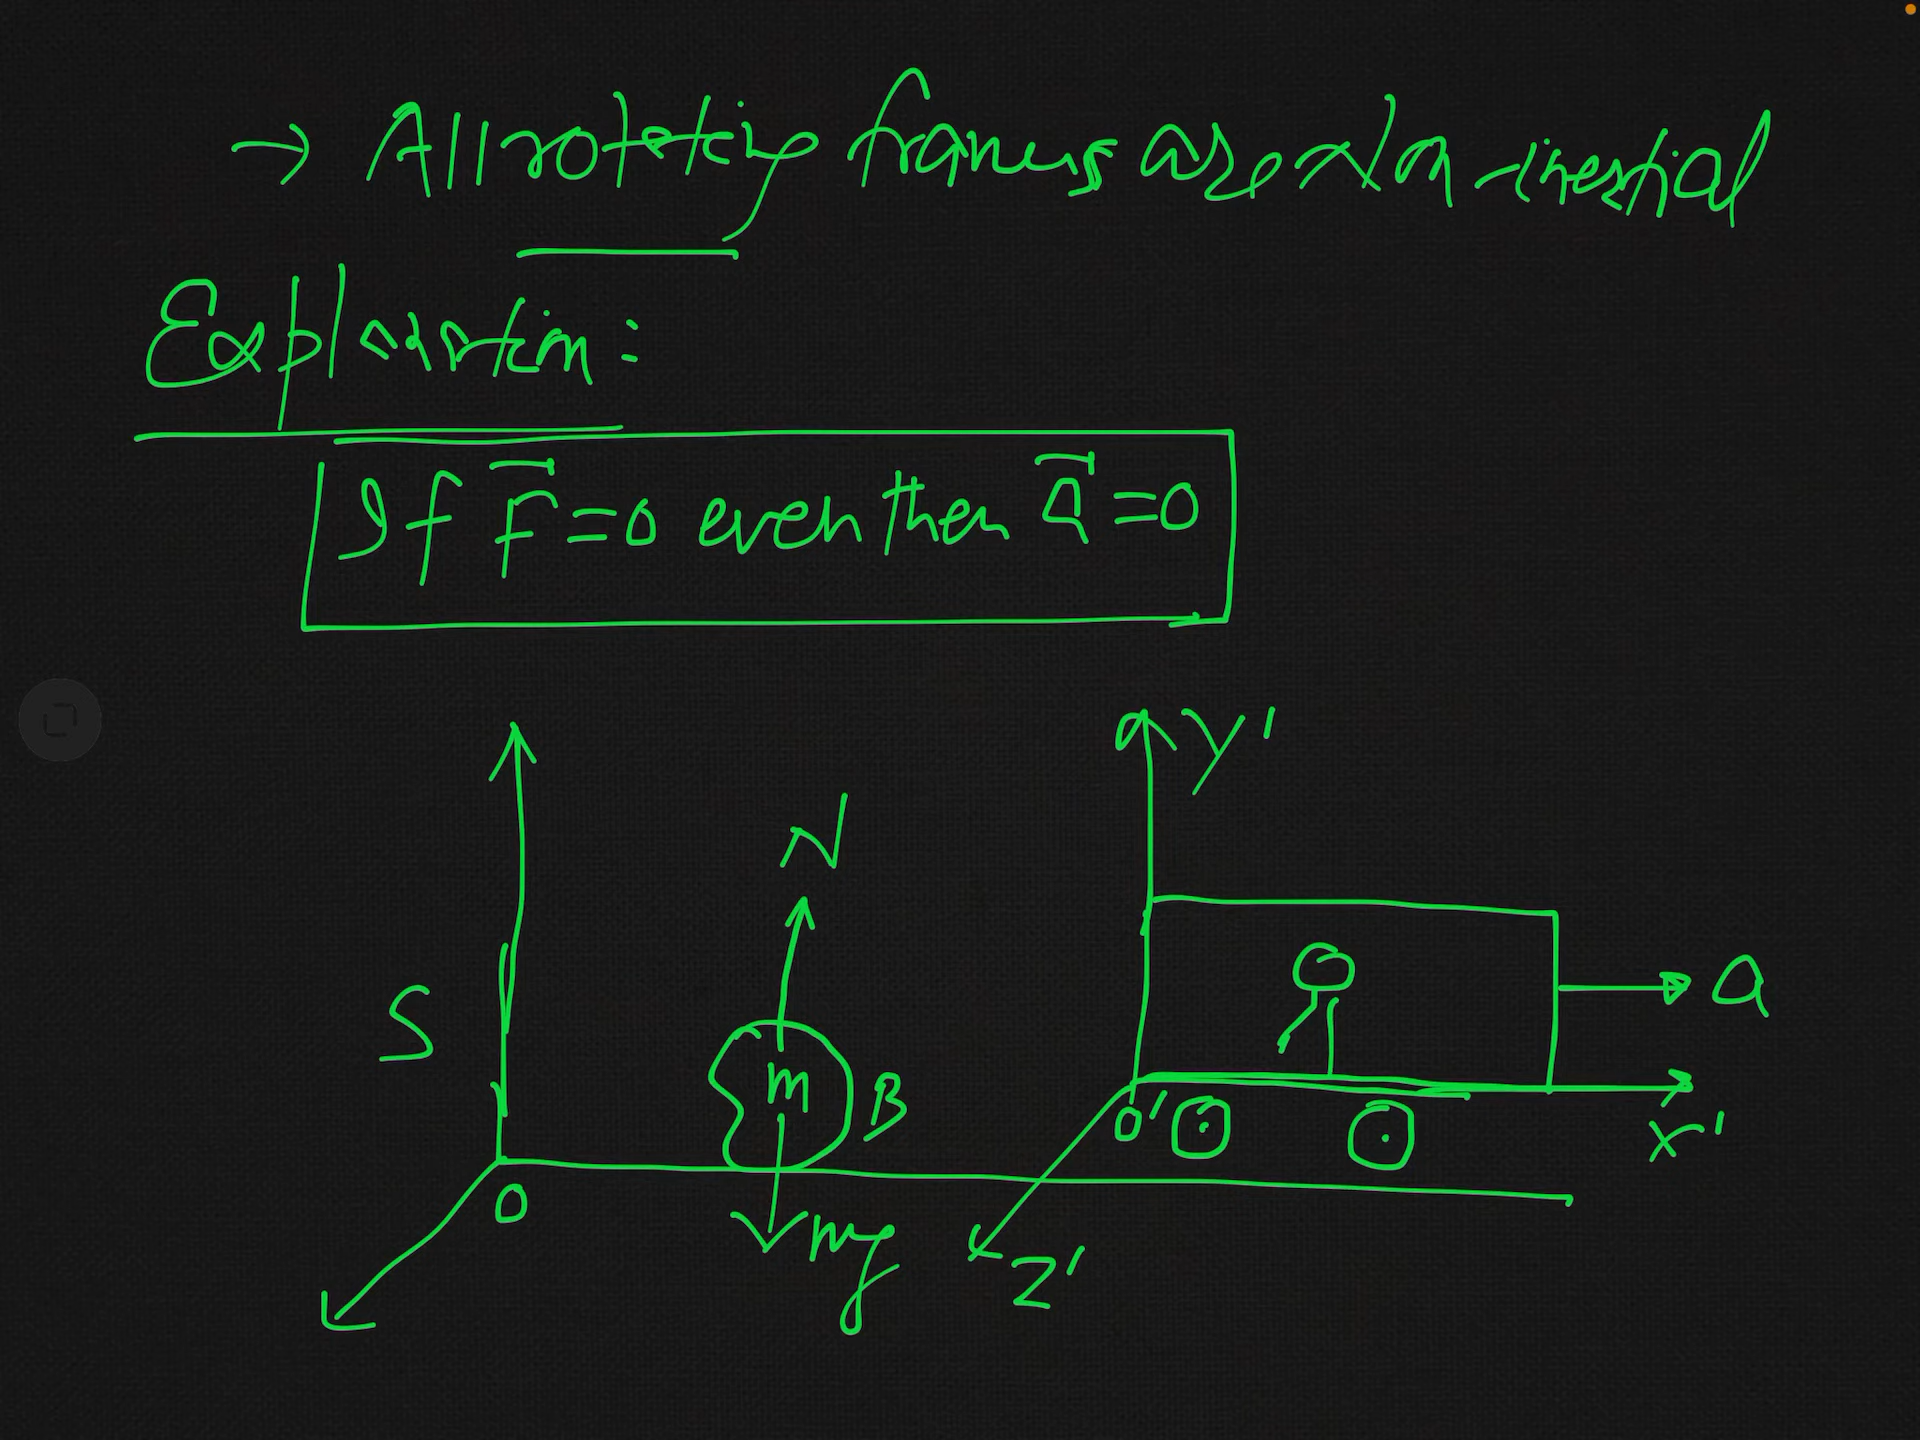 → All rotating frames are Non-inertial
Explanation:
If F⃗=0 even then a⃗=0
y'
N
S
a
m
B
O'
x'
O
mg
z'